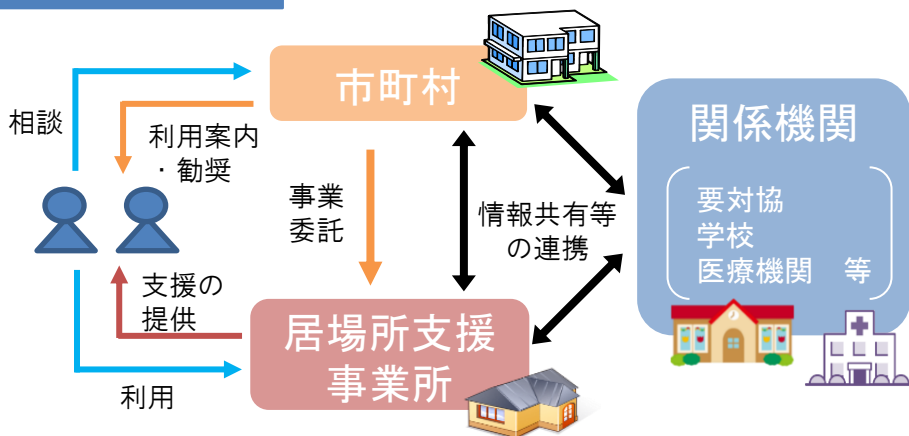 市町村
相談
利用案内
・勧奨
事業
委託
情報共有等
の連携
関係機関
要対協
学校
医療機関　等
支援の
提供
居場所支援
事業所
利用